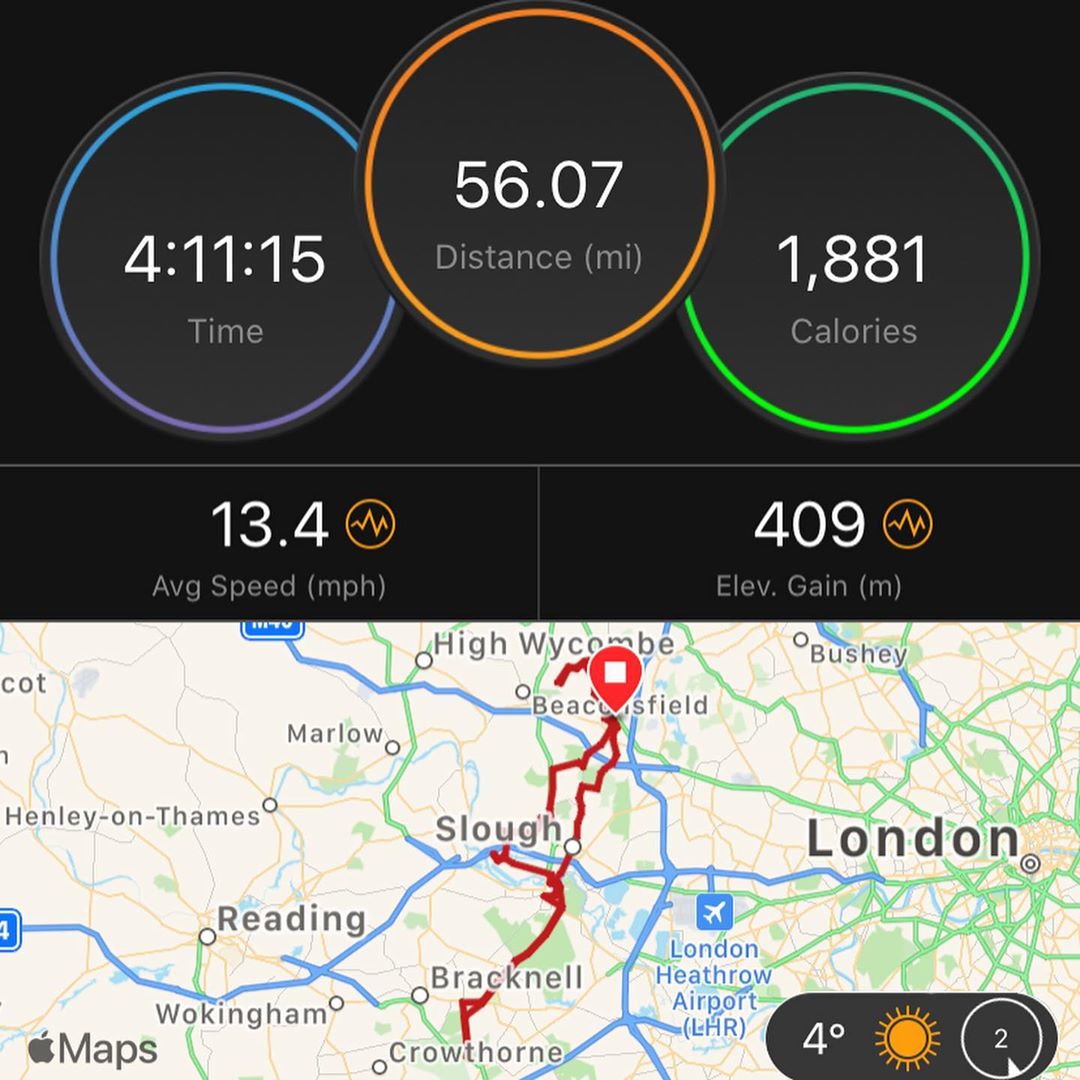 56.07
Distance (mi)
4:11:15
Time
1,881
Calories
13.4
Avg Speed (mph)
409
Elev. Gain (m)
M40
High Wycombe
Bushey
cot
Beaconsfield
Marlow
Henley-on-Thames
Slough
London
Reading
4
London
Heathrow
Airport
(LHR)
Bracknell
Wokingham
Crowthorne
Maps
4°
2